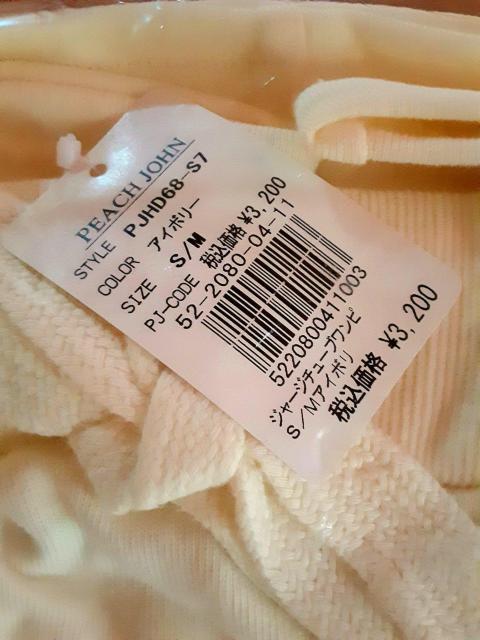 PEACH JOHN
STYLE PJHD68-S7
COLOR アイボリー
SIZE S/M
PJ-CODE 税込価格 ¥3,200
52-2080-04-11
5220800411003
ジャージチューブワンピ
S/Mアイボリ
税込価格 ¥3,200